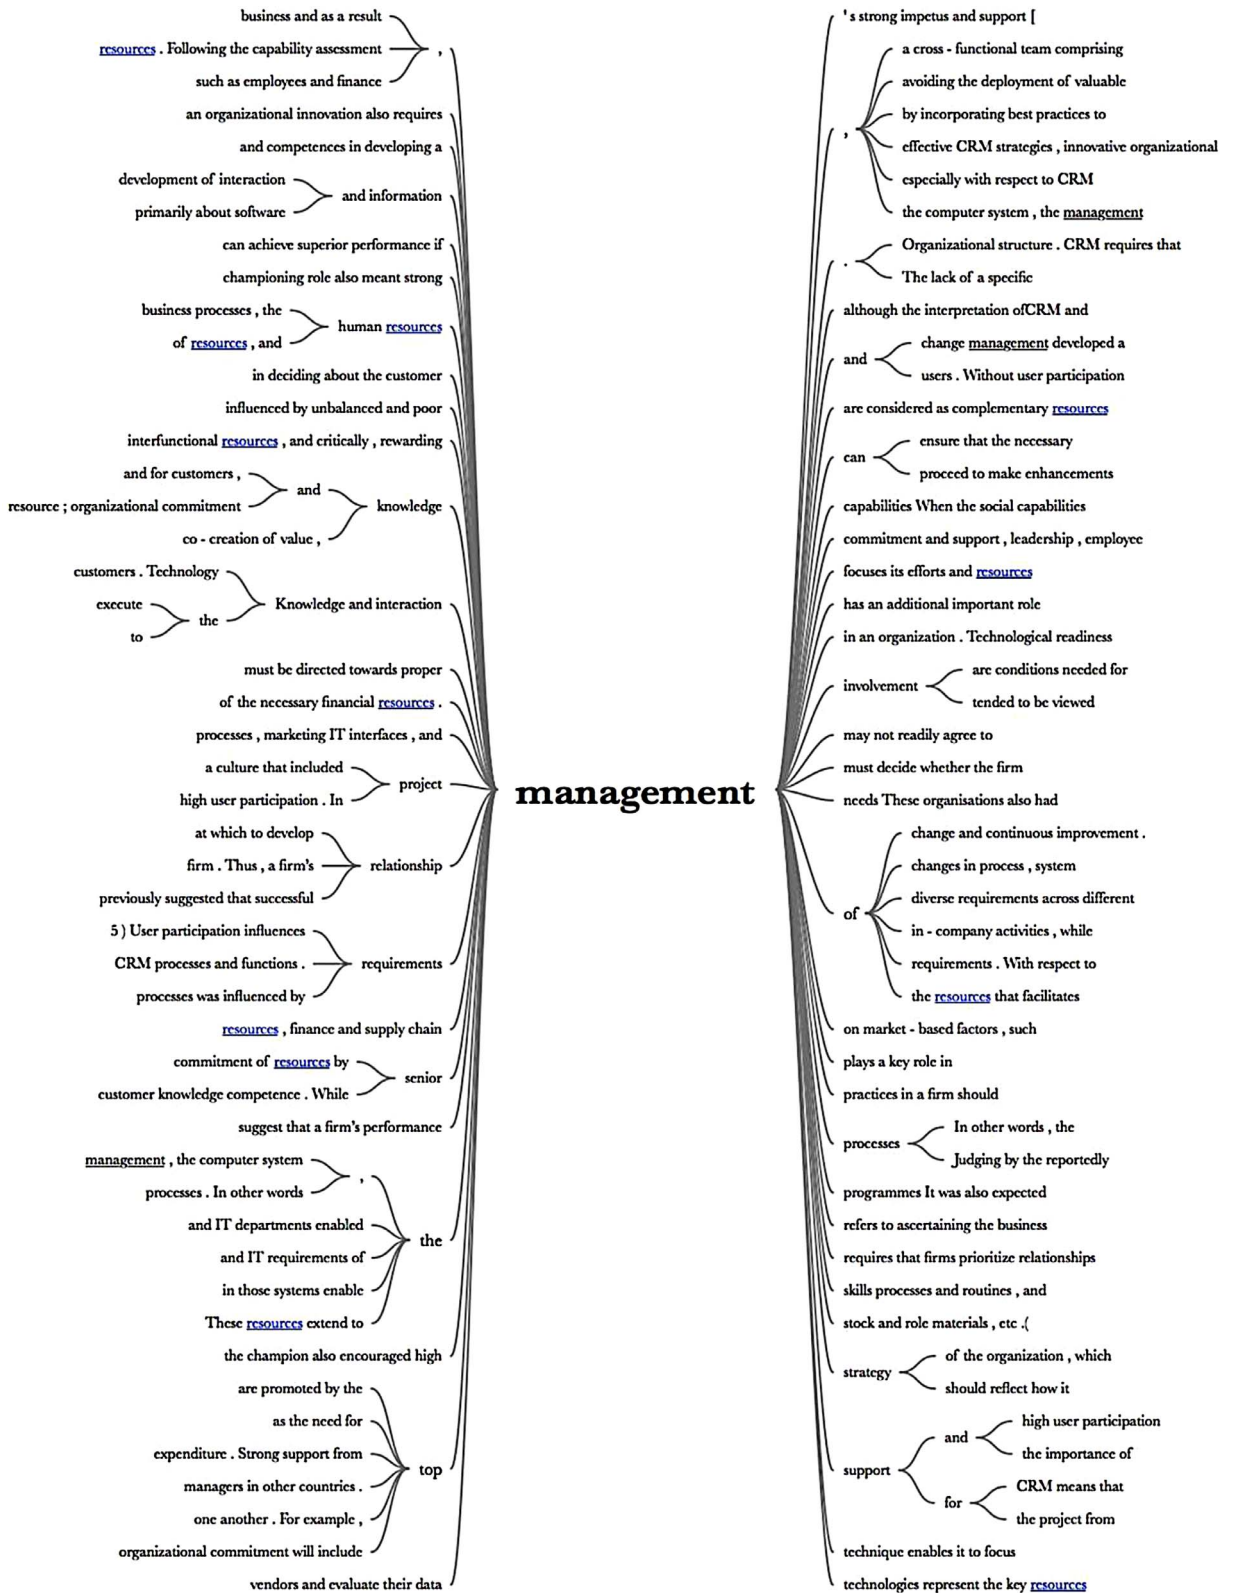 business and as a result
resources . Following the capability assessment
such as employees and finance
,
an organizational innovation also requires
and competences in developing a
development of interaction
primarily about software
and information
can achieve superior performance if
championing role also meant strong
business processes , the
of resources , and
human resources
in deciding about the customer
influenced by unbalanced and poor
interfunctional resources , and critically , rewarding
and for customers ,
resource ; organizational commitment
and
co - creation of value ,
knowledge
customers . Technology
execute
to
the
Knowledge and interaction
must be directed towards proper
of the necessary financial resources .
processes , marketing IT interfaces , and
a culture that included
high user participation . In
project
at which to develop
firm . Thus , a firm's
previously suggested that successful
relationship
5 ) User participation influences
CRM processes and functions .
processes was influenced by
requirements
resources , finance and supply chain
commitment of resources by
customer knowledge competence . While
senior
suggest that a firm's performance
management , the computer system
processes . In other words
,
and IT departments enabled
and IT requirements of
in those systems enable
These resources extend to
the
the champion also encouraged high
are promoted by the
as the need for
expenditure . Strong support from
managers in other countries .
one another . For example ,
organizational commitment will include
top
vendors and evaluate their data
management
' s strong impetus and support [
,
a cross - functional team comprising
avoiding the deployment of valuable
by incorporating best practices to
effective CRM strategies , innovative organizational
especially with respect to CRM
the computer system , the management
.
Organizational structure . CRM requires that
The lack of a specific
although the interpretation ofCRM and
and
change management developed a
users . Without user participation
are considered as complementary resources
can
ensure that the necessary
proceed to make enhancements
capabilities When the social capabilities
commitment and support , leadership , employee
focuses its efforts and resources
has an additional important role
in an organization . Technological readiness
involvement
are conditions needed for
tended to be viewed
may not readily agree to
must decide whether the firm
needs These organisations also had
of
change and continuous improvement .
changes in process , system
diverse requirements across different
in - company activities , while
requirements . With respect to
the resources that facilitates
on market - based factors , such
plays a key role in
practices in a firm should
processes
In other words , the
Judging by the reportedly
programmes It was also expected
refers to ascertaining the business
requires that firms prioritize relationships
skills processes and routines , and
stock and role materials , etc .(
strategy
of the organization , which
should reflect how it
support
and
high user participation
the importance of
for
CRM means that
the project from
technique enables it to focus
technologies represent the key resources